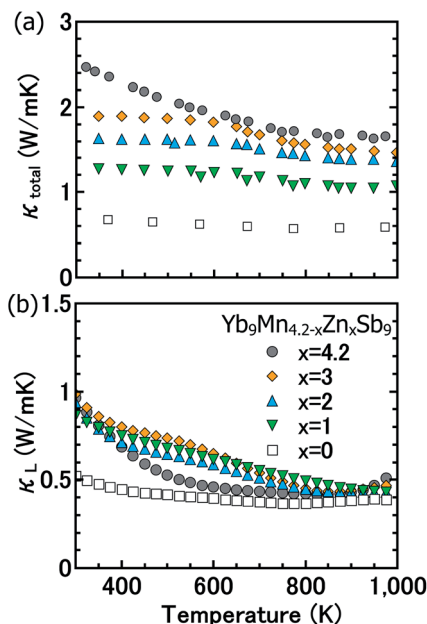 (a)
3
2
1
0
κtotal (W/mK)
(b)
1.5
1
0.5
0
κL (W/mK)
Yb9Mn4.2-xZnxSb9
x=4.2
x=3
x=2
x=1
x=0
400 600 800 1,000
Temperature (K)